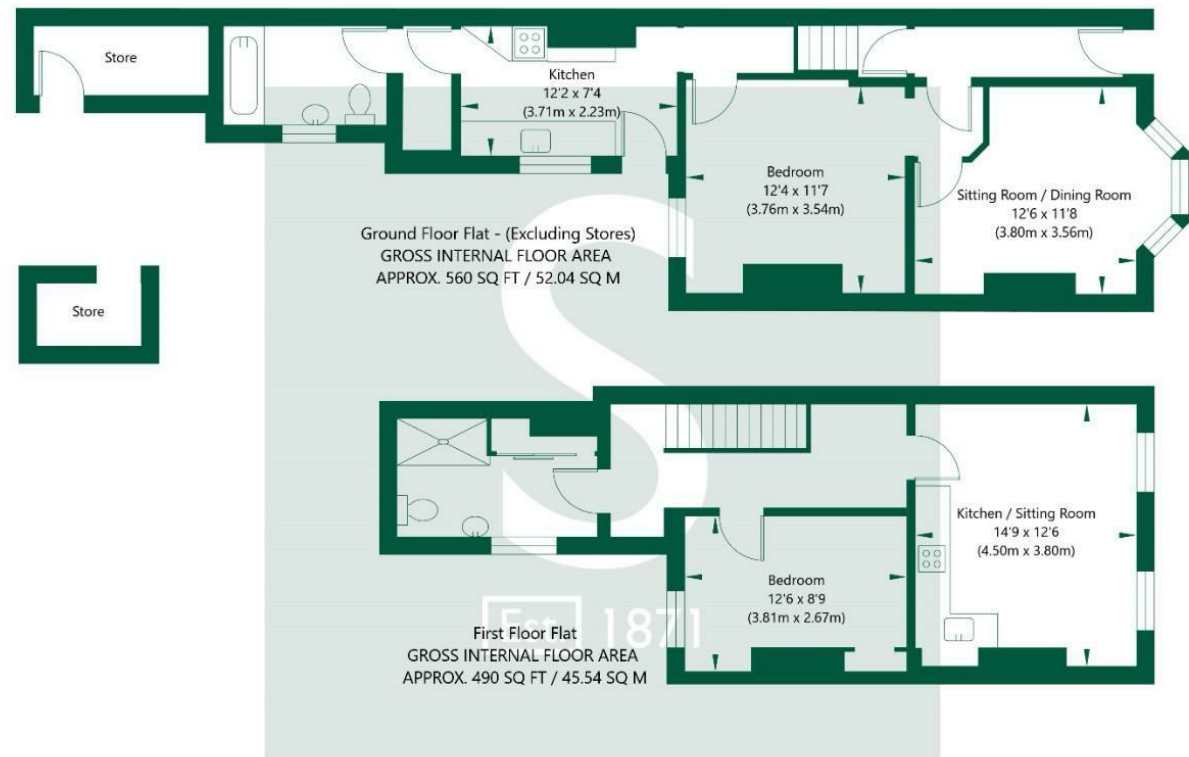 Store
Kitchen
12'2 x 7'4
(3.71m x 2.23m)
Bedroom
12'4 x 11'7
(3.76m x 3.54m)
Sitting Room / Dining Room
12'6 x 11'8
(3.80m x 3.56m)
Ground Floor Flat - (Excluding Stores)
GROSS INTERNAL FLOOR AREA
APPROX. 560 SQ FT / 52.04 SQ M
Store
S
Kitchen / Sitting Room
14'9 x 12'6
(4.50m x 3.80m)
Bedroom
12'6 x 8'9
(3.81m x 2.67m)
Est 1871
First Floor Flat
GROSS INTERNAL FLOOR AREA
APPROX. 490 SQ FT / 45.54 SQ M